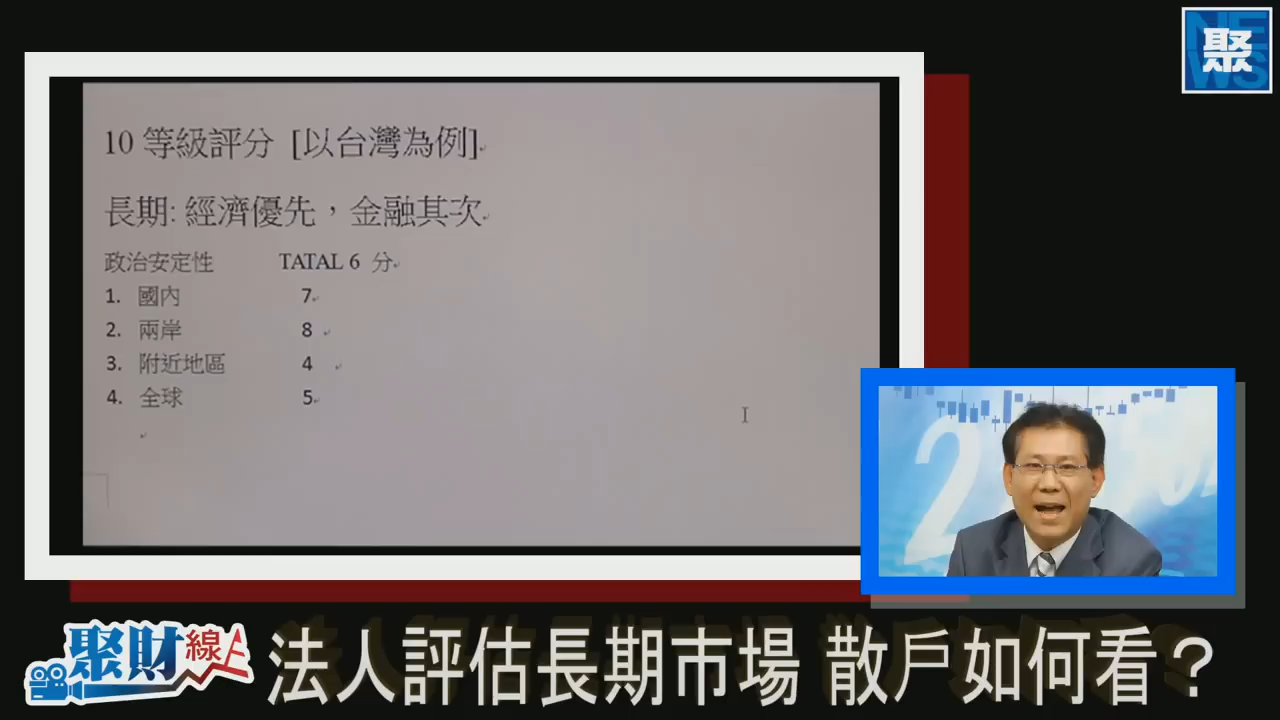 NEWS
聚
10 等級評分 [以台灣為例]
長期: 經濟優先，金融其次
政治安定性 TATAL 6 分
1. 國內 7
2. 兩岸 8
3. 附近地區 4
4. 全球 5
聚財線上
法人評估長期市場 散戶如何看?